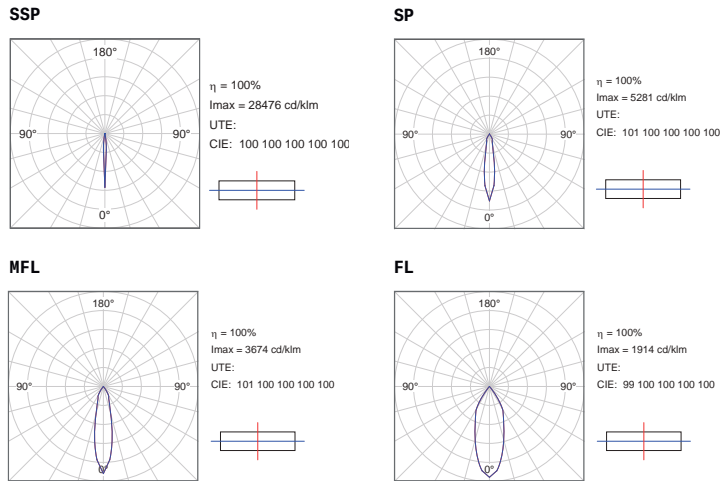 SSP
180°
90°
90°
0°
η = 100%
Imax = 28476 cd/klm
UTE:
CIE: 100 100 100 100 100
SP
180°
90°
90°
0°
η = 100%
Imax = 5281 cd/klm
UTE:
CIE: 101 100 100 100 100
MFL
180°
90°
90°
0°
η = 100%
Imax = 3674 cd/klm
UTE:
CIE: 101 100 100 100 100
FL
180°
90°
90°
0°
η = 100%
Imax = 1914 cd/klm
UTE:
CIE: 99 100 100 100 100